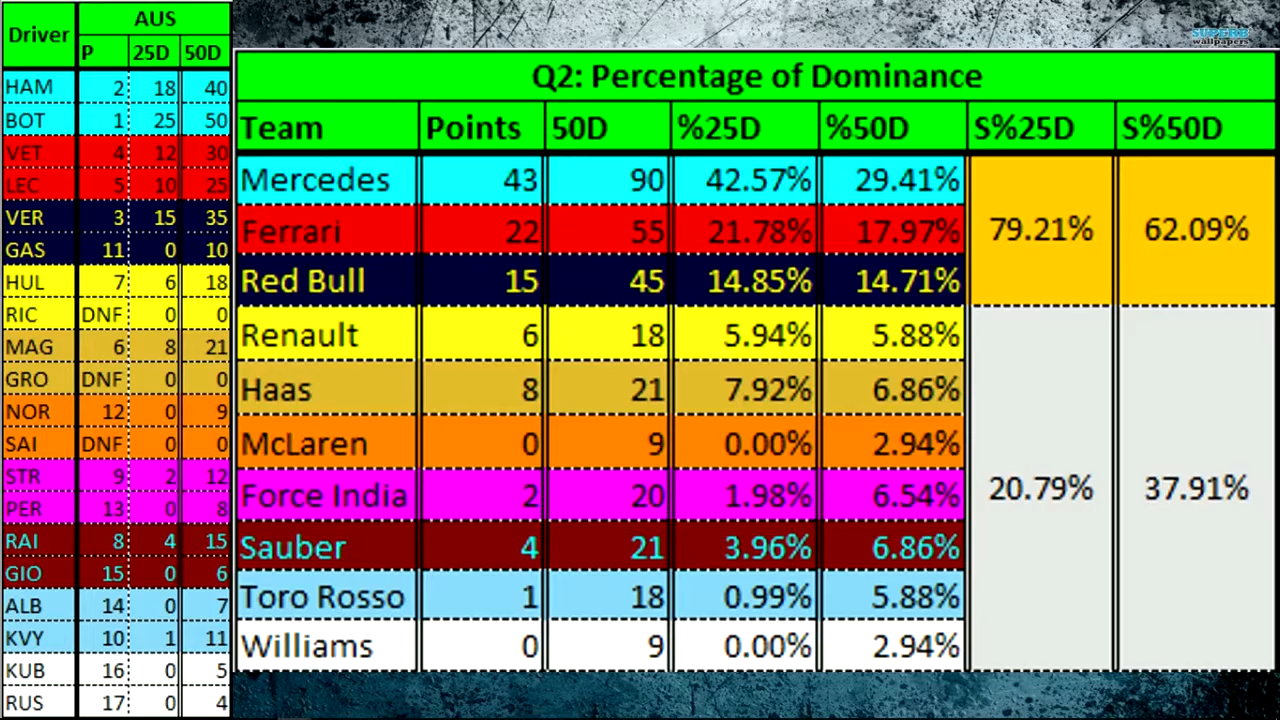 Driver AUS
P 25D 50D
HAM 2 18 40
BOT 1 25 50
VET 4 12 30
LEC 5 10 25
VER 3 15 35
GAS 11 0 10
HUL 7 6 18
RIC DNF 0 0
MAG 6 8 21
GRO DNF 0 0
NOR 12 0 9
SAI DNF 0 0
STR 9 2 12
PER 13 0 8
RAI 8 4 15
GIO 15 0 6
ALB 14 0 7
KVY 10 1 11
KUB 16 0 5
RUS 17 0 4
SUPERB
wallpapers
Q2: Percentage of Dominance
Team Points 50D %25D %50D S%25D S%50D
Mercedes 43 90 42.57% 29.41%
Ferrari 22 55 21.78% 17.97% 79.21% 62.09%
Red Bull 15 45 14.85% 14.71%
Renault 6 18 5.94% 5.88%
Haas 8 21 7.92% 6.86%
McLaren 0 9 0.00% 2.94%
Force India 2 20 1.98% 6.54% 20.79% 37.91%
Sauber 4 21 3.96% 6.86%
Toro Rosso 1 18 0.99% 5.88%
Williams 0 9 0.00% 2.94%